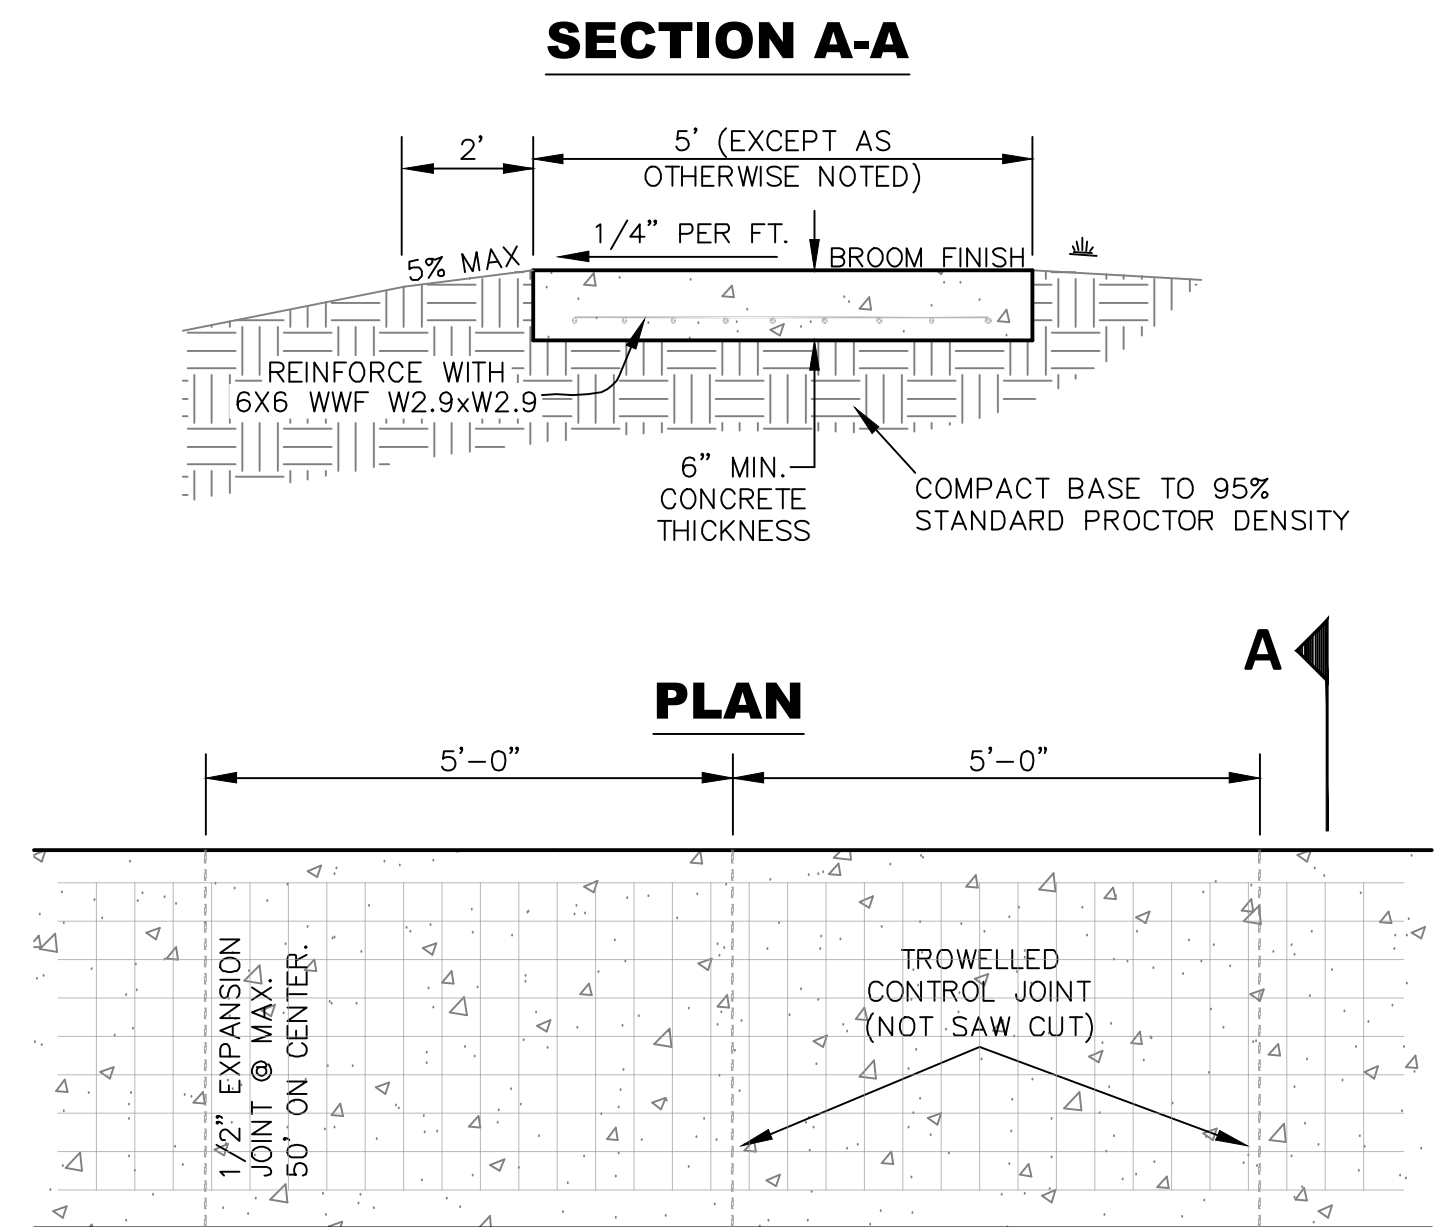 SECTION A-A
2'
5' (EXCEPT AS
OTHERWISE NOTED)
1/4" PER FT.
5% MAX
BROOM FINISH
REINFORCE WITH
6X6 WWF W2.9xW2.9
6" MIN.
CONCRETE
THICKNESS
COMPACT BASE TO 95%
STANDARD PROCTOR DENSITY
A
PLAN
5'-0"
5'-0"
1/2" EXPANSION
JOINT @ MAX.
50' ON CENTER.
TROWELLED
CONTROL JOINT
(NOT SAW CUT)